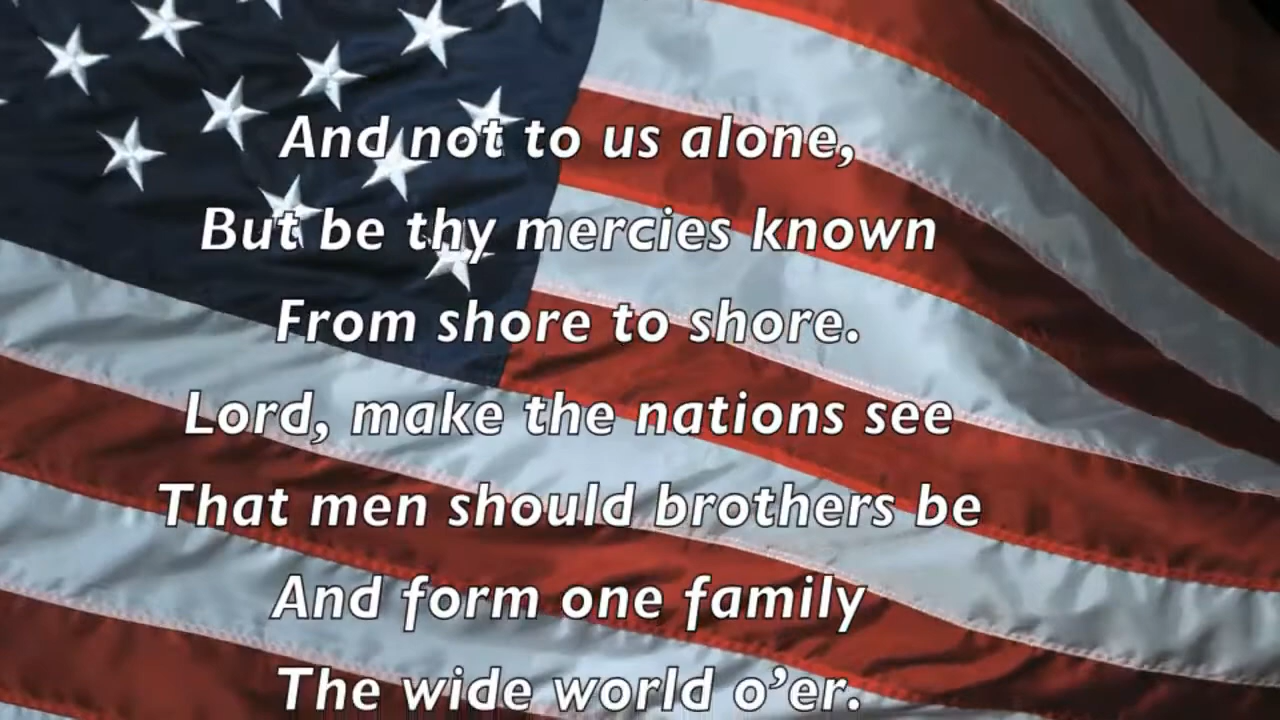 And not to us alone,
But be thy mercies known
From shore to shore.
Lord, make the nations see
That men should brothers be
And form one family
The wide world o’er.